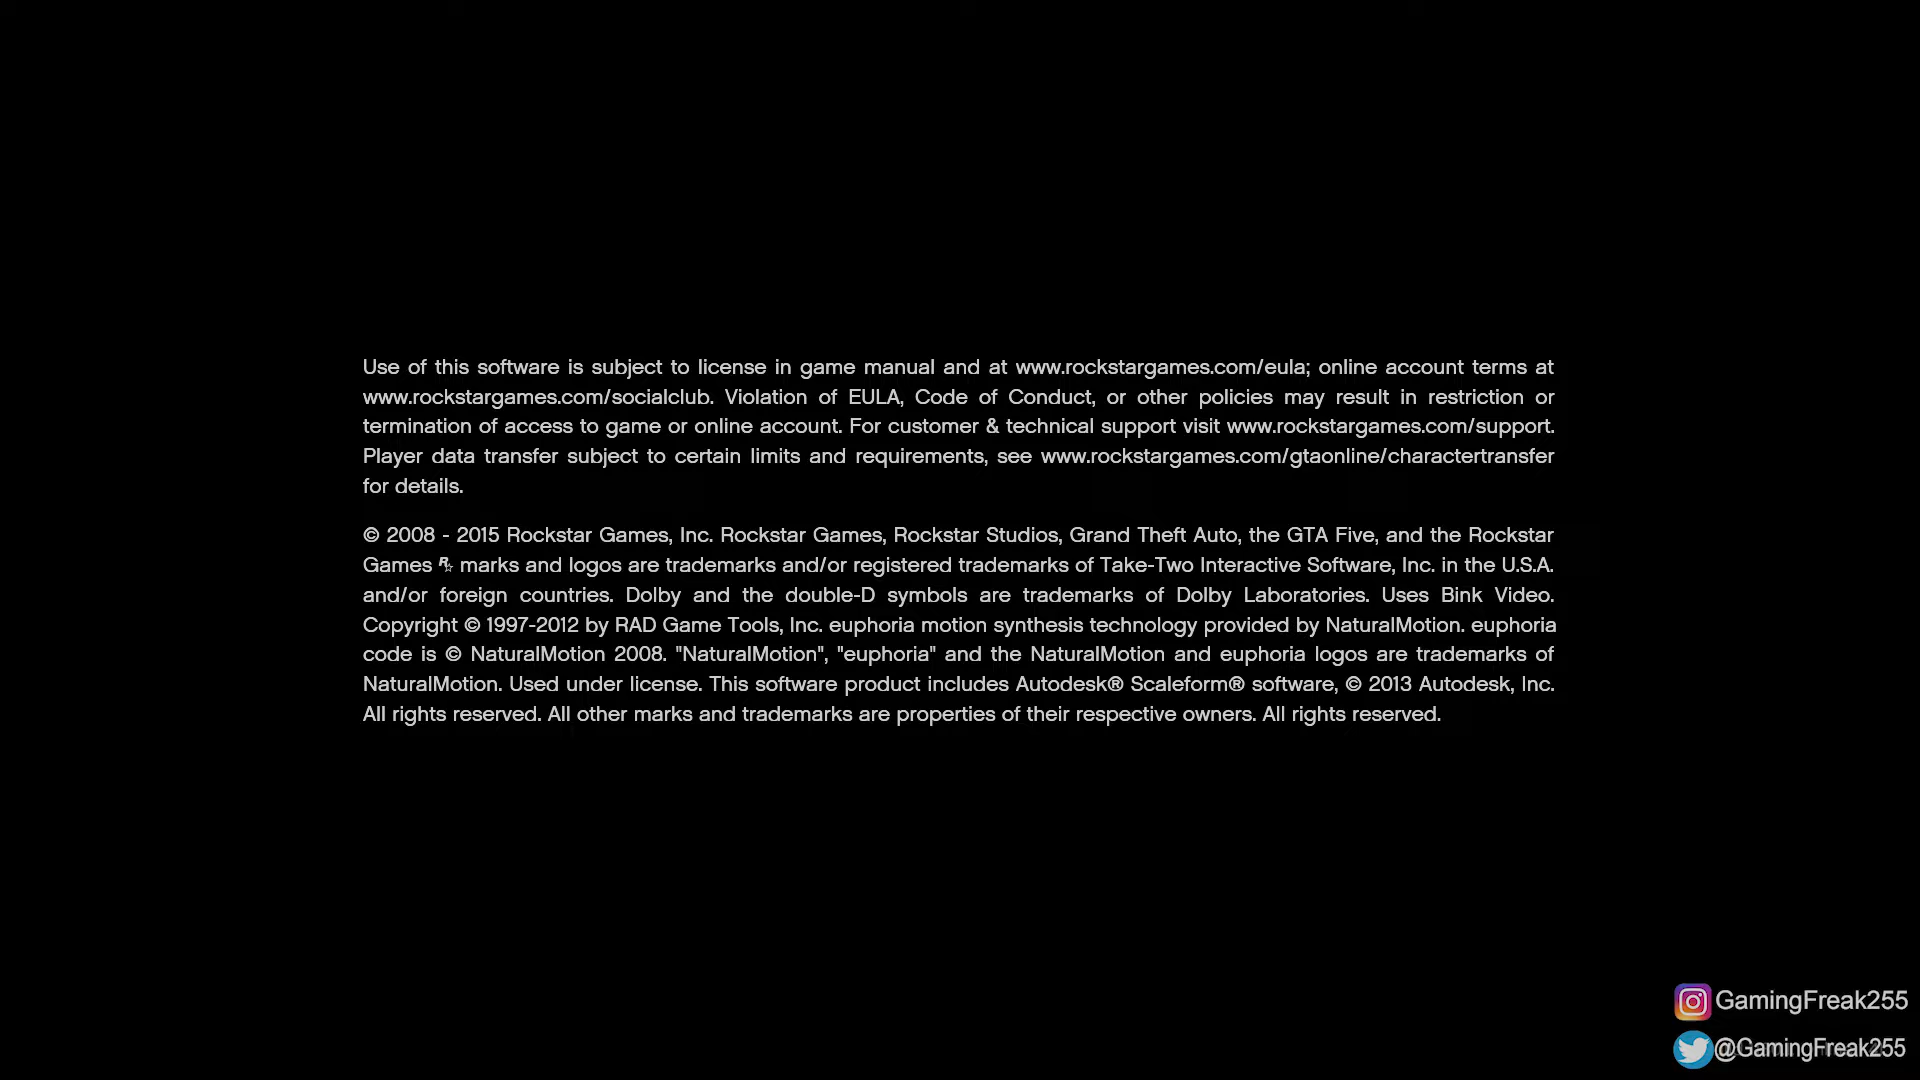 Use of this software is subject to license in game manual and at www.rockstargames.com/eula; online account terms at
www.rockstargames.com/socialclub. Violation of EULA, Code of Conduct, or other policies may result in restriction or
termination of access to game or online account. For customer & technical support visit www.rockstargames.com/support.
Player data transfer subject to certain limits and requirements, see www.rockstargames.com/gtaonline/charactertransfer
for details.
© 2008 - 2015 Rockstar Games, Inc. Rockstar Games, Rockstar Studios, Grand Theft Auto, the GTA Five, and the Rockstar
Games R☆ marks and logos are trademarks and/or registered trademarks of Take-Two Interactive Software, Inc. in the U.S.A.
and/or foreign countries. Dolby and the double-D symbols are trademarks of Dolby Laboratories. Uses Bink Video.
Copyright © 1997-2012 by RAD Game Tools, Inc. euphoria motion synthesis technology provided by NaturalMotion. euphoria
code is © NaturalMotion 2008. "NaturalMotion", "euphoria" and the NaturalMotion and euphoria logos are trademarks of
NaturalMotion. Used under license. This software product includes Autodesk® Scaleform® software, © 2013 Autodesk, Inc.
All rights reserved. All other marks and trademarks are properties of their respective owners. All rights reserved.
GamingFreak255
@GamingFreak255